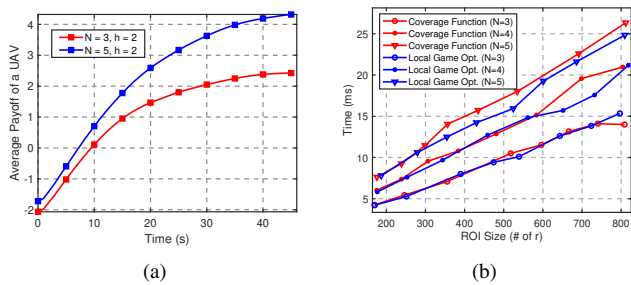 N = 3, h = 2
N = 5, h = 2
Average Payoff of a UAV
4
3
2
1
0
-1
-2
0
10
20
30
40
Time (s)
(a)
Coverage Function (N=3)
Coverage Function (N=4)
Coverage Function (N=5)
Local Game Opt. (N=3)
Local Game Opt. (N=4)
Local Game Opt. (N=5)
Time (ms)
25
20
15
10
5
200
300
400
500
600
700
800
ROI Size (# of r)
(b)